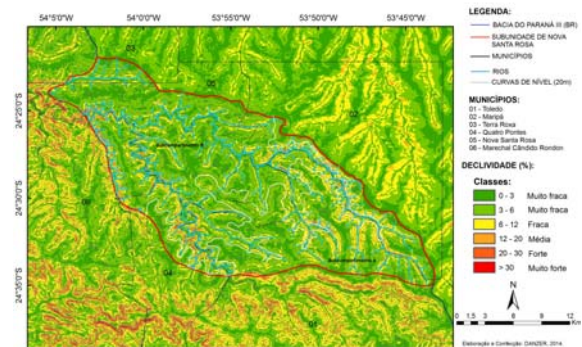 54°5'0"O 54°0'0"O 53°55'0"O 53°50'0"O 53°45'0"O
24°25'0"S
24°30'0"S
24°35'0"S
03
05
02
06
04
01
LEGENDA:
BACIA DO PARANÁ III (BR)
SUBUNIDADE DE NOVA
SANTA ROSA
MUNICÍPIOS
RIOS
CURVAS DE NÍVEL (20m)
MUNICÍPIOS:
01 - Toledo
02 - Maripá
03 - Terra Roxa
04 - Quatro Pontes
05 - Nova Santa Rosa
06 - Marechal Cândido Rondon
DECLIVIDADE (%):
Classes:
0 - 3 Muito fraca
3 - 6 Muito fraca
6 - 12 Fraca
12 - 20 Média
20 - 30 Forte
> 30 Muito forte
N
0 1,5 3 6 9 12
Km
Elaboração e Confecção: DANZER, 2014.